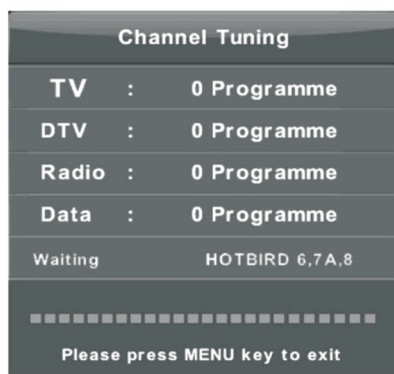 Channel Tuning
TV : 0 Programme
DTV : 0 Programme
Radio : 0 Programme
Data : 0 Programme
Waiting HOTBIRD 6,7A,8
Please press MENU key to exit